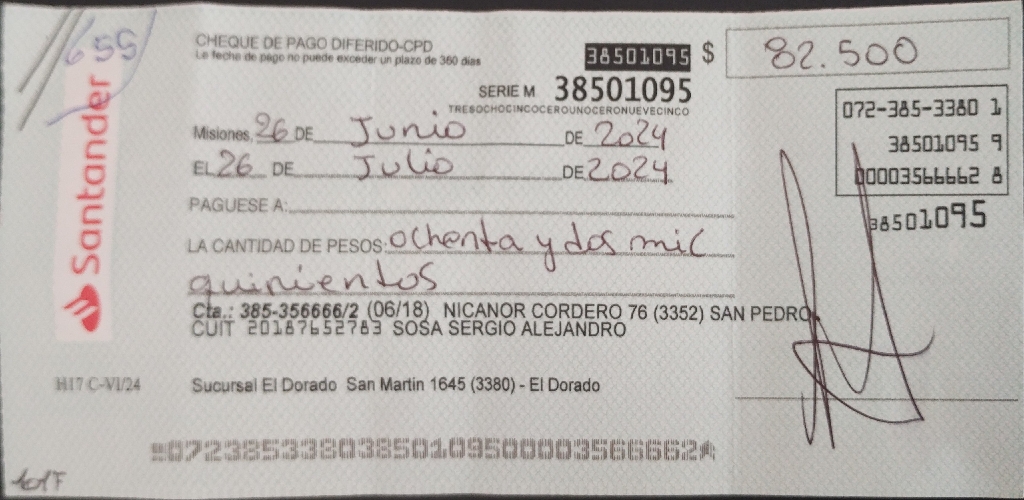 655
CHEQUE DE PAGO DIFERIDO-CPD
La fecha de pago no puede exceder un plazo de 360 días
38501095 $ 82.500
SERIE M 38501095
TRESOCHOCINCOCEROUNOCERONUEVECINCO
072-385-3380 1
38501095 9
00003566662 8
38501095
Misiones, 26 DE Junio DE 2024
EL 26 DE Julio DE 2024
PAGUESE A:
LA CANTIDAD DE PESOS: ochenta y dos mil
quinientos
Cta.: 385-356666/2 (06/18) NICANOR CORDERO 76 (3352) SAN PEDRO,
CUIT 20187652783 SOSA SERGIO ALEJANDRO
Santander
H17 C-VI/24
Sucursal El Dorado San Martin 1645 (3380) - El Dorado
07238533803850109500003566662